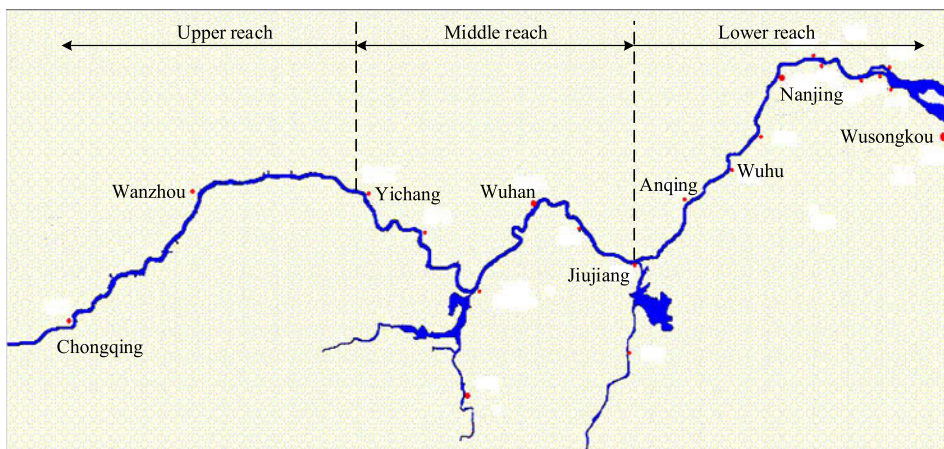 Upper reach
Middle reach
Lower reach
Nanjing
Wusongkou
Wuhu
Anqing
Wanzhou
Yichang
Wuhan
Jiujiang
Chongqing